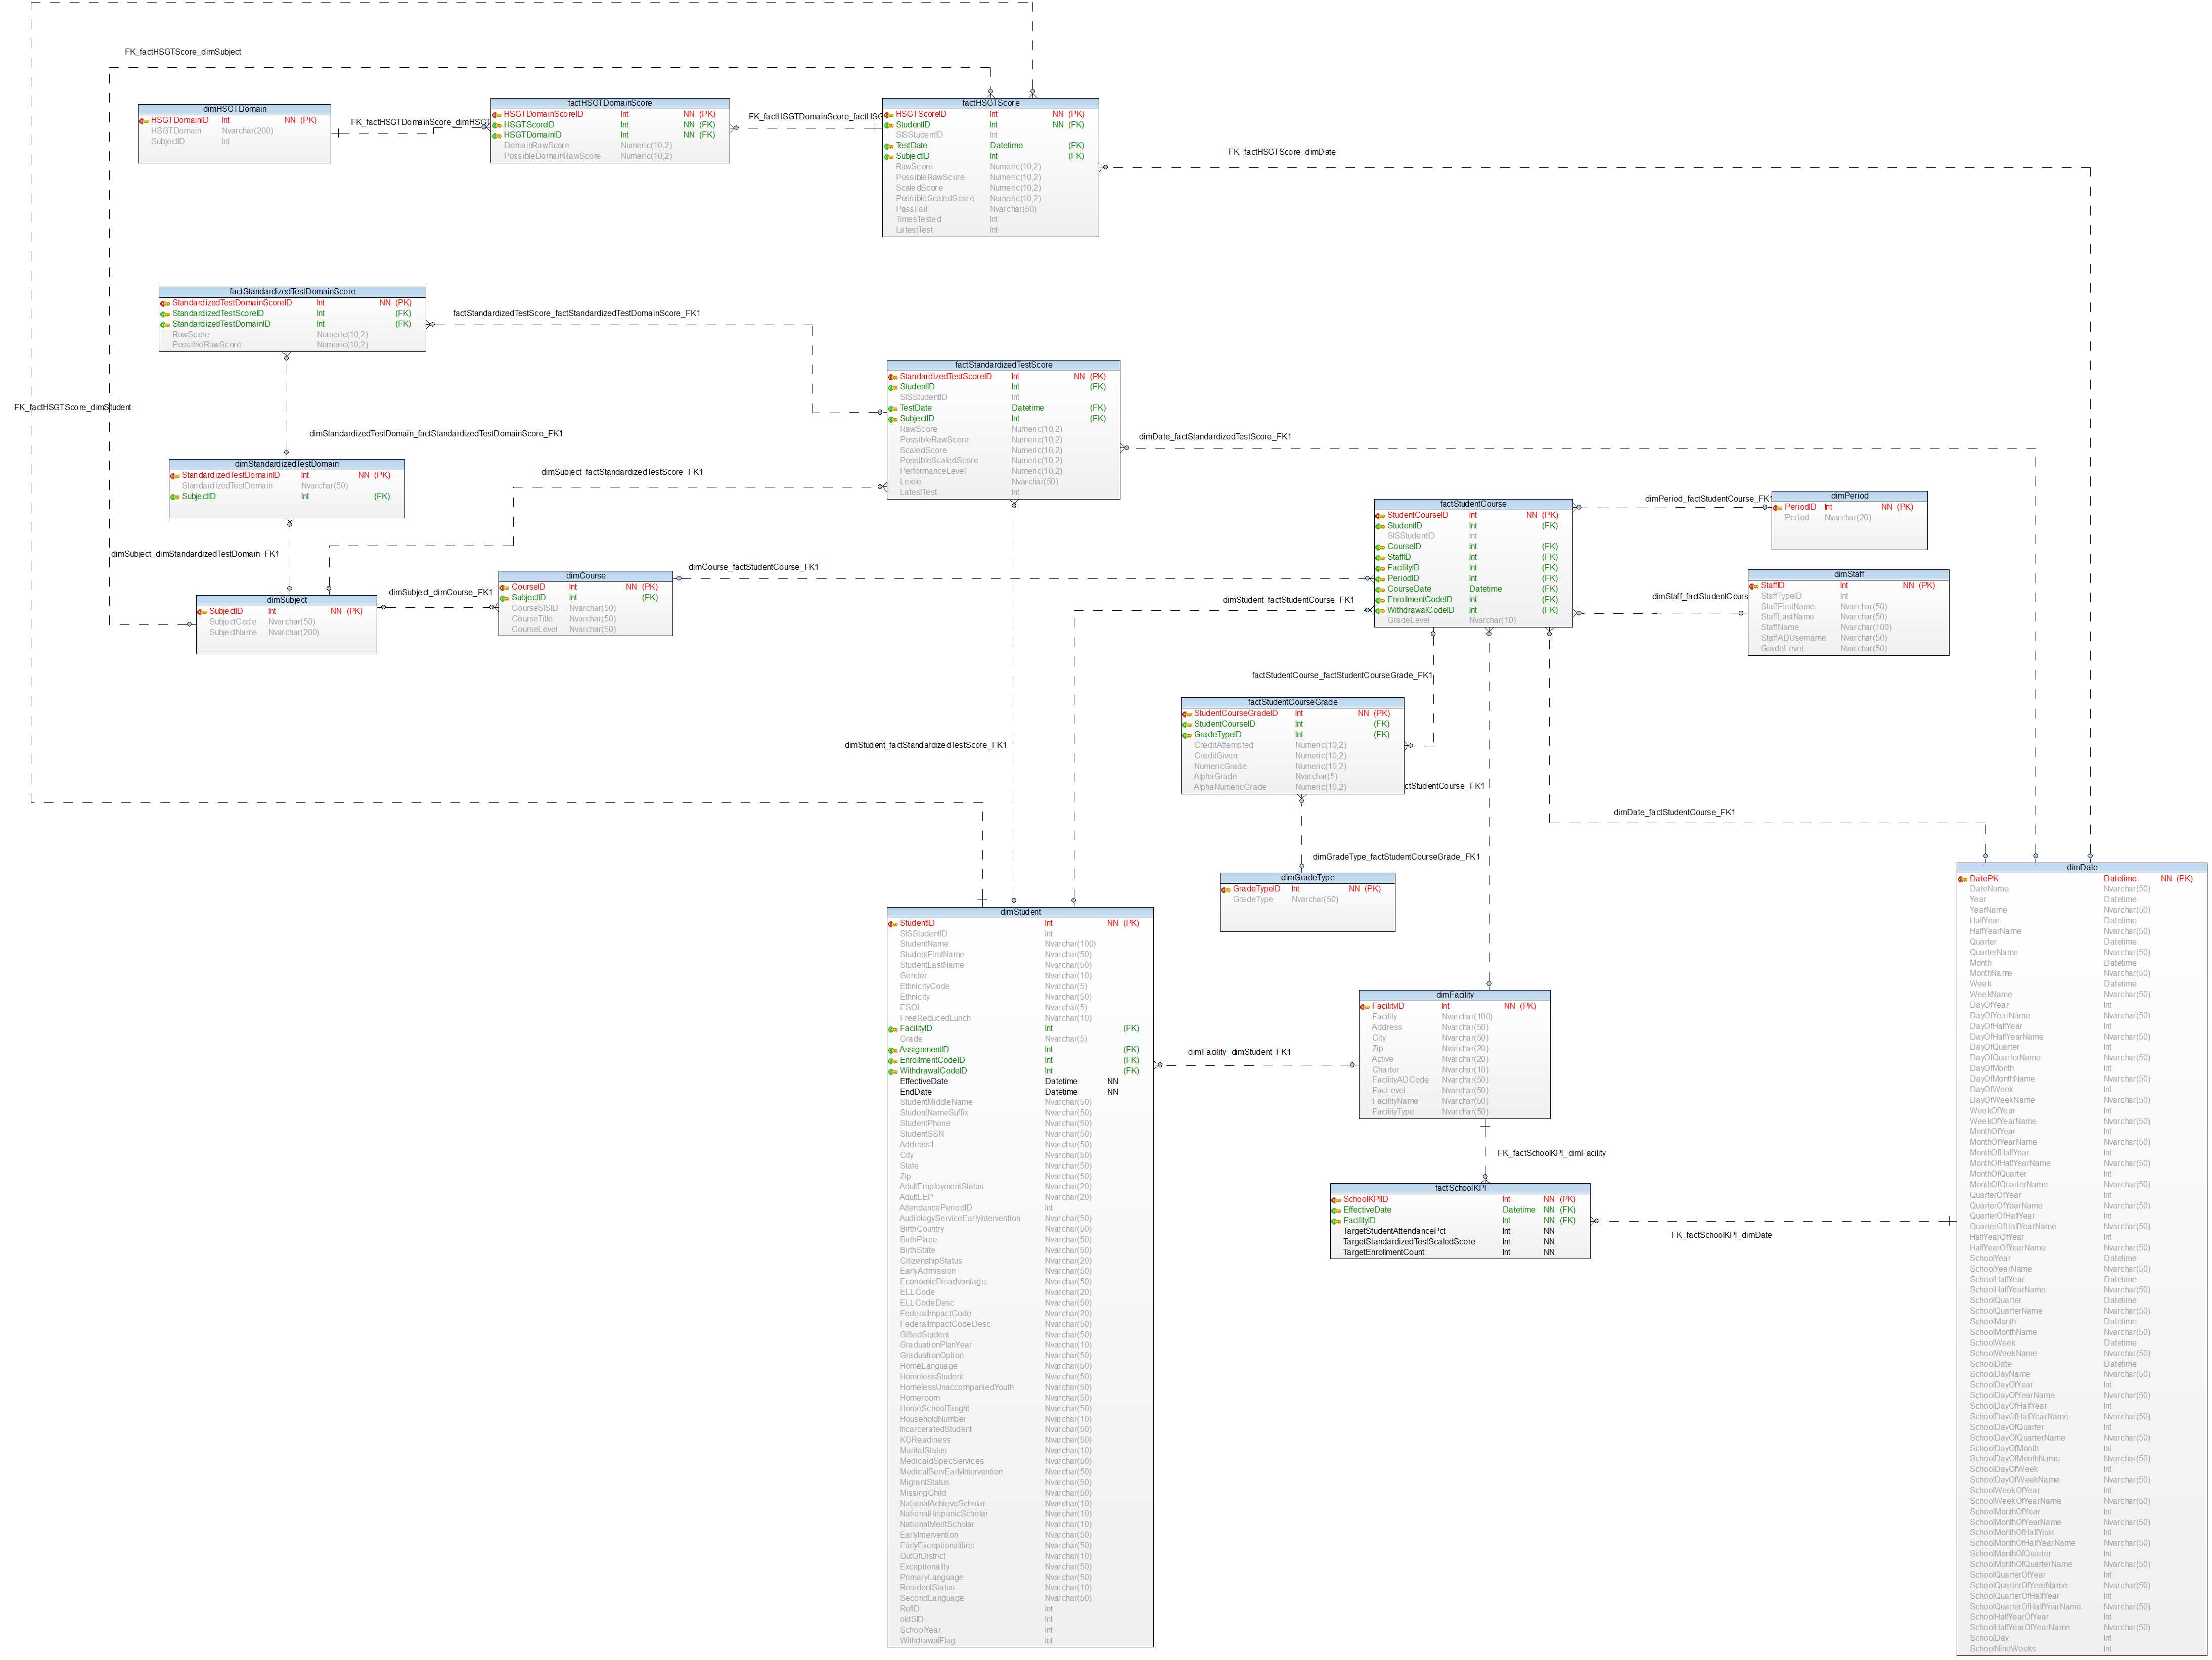 FK_factHSGTScore_dimSubject
dimHSGTDomain
HSGTDomainID Int NN (PK)
HSGTDomain Nvarchar(200)
SubjectID Int
FK_factHSGTDomainScore_dimHSGT
factHSGTDomainScore
HSGTDomainScoreID Int NN (PK)
HSGTScoreID Int NN (FK)
HSGTDomainID Int NN (FK)
DomainRawScore Numeric(10,2)
PossibleDomainRawScore Numeric(10,2)
FK_factHSGTDomainScore_factHSG
factHSGTScore
HSGTScoreID Int NN (PK)
StudentID Int NN (FK)
SISStudentID Int
TestDate Datetime (FK)
SubjectID Int (FK)
RawScore Numeric(10,2)
PossibleRawScore Numeric(10,2)
ScaledScore Numeric(10,2)
PossibleScaledScore Numeric(10,2)
PassFail Nvarchar(50)
TimesTested Int
LatestTest Int
FK_factHSGTScore_dimDate
factStandardizedTestDomainScore
StandardizedTestDomainScoreID Int NN (PK)
StandardizedTestScoreID Int (FK)
StandardizedTestDomainID Int (FK)
RawScore Numeric(10,2)
PossibleRawScore Numeric(10,2)
factStandardizedTestScore_factStandardizedTestDomainScore_FK1
factStandardizedTestScore
StandardizedTestScoreID Int NN (PK)
StudentID Int (FK)
SISStudentID Int
TestDate Datetime (FK)
SubjectID Int (FK)
RawScore Numeric(10,2)
PossibleRawScore Numeric(10,2)
ScaledScore Numeric(10,2)
PossibleScaledScore Numeric(10,2)
PerformanceLevel Numeric(10,2)
Lexile Nvarchar(50)
LatestTest Int
FK_factHSGTScore_dimStudent
dimStandardizedTestDomain_factStandardizedTestDomainScore_FK1
dimDate_factStandardizedTestScore_FK1
dimStandardizedTestDomain
StandardizedTestDomainID Int NN (PK)
StandardizedTestDomain Nvarchar(50)
SubjectID Int (FK)
dimSubject_factStandardizedTestScore_FK1
dimSubject_dimStandardizedTestDomain_FK1
dimSubject
SubjectID Int NN (PK)
SubjectCode Nvarchar(50)
SubjectName Nvarchar(200)
dimSubject_dimCourse_FK1
dimCourse
CourseID Int NN (PK)
SubjectID Int (FK)
CourseSISID Nvarchar(50)
CourseTitle Nvarchar(50)
CourseLevel Nvarchar(50)
dimCourse_factStudentCourse_FK1
dimStudent_factStudentCourse_FK1
factStudentCourse
StudentCourseID Int NN (PK)
StudentID Int (FK)
SISStudentID Int
CourseID Int (FK)
StaffID Int (FK)
FacilityID Int (FK)
PeriodID Int (FK)
CourseDate Datetime (FK)
EnrollmentCodeID Int (FK)
WithdrawalCodeID Int (FK)
GradeLevel Nvarchar(10)
dimPeriod_factStudentCourse_FK1
dimPeriod
PeriodID Int NN (PK)
Period Nvarchar(20)
dimStaff_factStudentCours
dimStaff
StaffID Int NN (PK)
StaffTypeID Int
StaffFirstName Nvarchar(50)
StaffLastName Nvarchar(50)
StaffName Nvarchar(100)
StaffADUsername Nvarchar(50)
GradeLevel Nvarchar(50)
factStudentCourse_factStudentCourseGrade_FK1
factStudentCourseGrade
StudentCourseGradeID Int NN (PK)
StudentCourseID Int (FK)
GradeTypeID Int (FK)
CreditAttempted Numeric(10,2)
CreditGiven Numeric(10,2)
NumericGrade Numeric(10,2)
AlphaGrade Nvarchar(5)
AlphaNumericGrade Numeric(10,2)
ctStudentCourse_FK1
dimStudent_factStandardizedTestScore_FK1
dimDate_factStudentCourse_FK1
dimGradeType_factStudentCourseGrade_FK1
dimGradeType
GradeTypeID Int NN (PK)
GradeType Nvarchar(50)
dimStudent
StudentID Int NN (PK)
SISStudentID Int
StudentName Nvarchar(100)
StudentFirstName Nvarchar(50)
StudentLastName Nvarchar(50)
Gender Nvarchar(10)
EthnicityCode Nvarchar(5)
Ethnicity Nvarchar(50)
ESOL Nvarchar(5)
FreeReducedLunch Nvarchar(10)
FacilityID Int (FK)
Grade Nvarchar(5)
AssignmentID Int (FK)
EnrollmentCodeID Int (FK)
WithdrawalCodeID Int (FK)
EffectiveDate Datetime NN
EndDate Datetime NN
StudentMiddleName Nvarchar(50)
StudentNameSuffix Nvarchar(50)
StudentPhone Nvarchar(50)
StudentSSN Nvarchar(50)
Address1 Nvarchar(50)
City Nvarchar(50)
State Nvarchar(50)
Zip Nvarchar(50)
AdultEmploymentStatus Nvarchar(20)
AdultLEP Nvarchar(20)
AttendancePeriodID Int
AudiologyServiceEarlyIntervention Nvarchar(50)
BirthCountry Nvarchar(50)
BirthPlace Nvarchar(50)
BirthState Nvarchar(50)
CitizenshipStatus Nvarchar(20)
EarlyAdmission Nvarchar(50)
EconomicDisadvantage Nvarchar(50)
ELLCode Nvarchar(20)
ELLCodeDesc Nvarchar(50)
FederalImpactCode Nvarchar(20)
FederalImpactCodeDesc Nvarchar(50)
GiftedStudent Nvarchar(50)
GraduationPlanYear Nvarchar(10)
GraduationOption Nvarchar(50)
HomeLanguage Nvarchar(50)
HomelessStudent Nvarchar(50)
HomelessUnaccompaniedYouth Nvarchar(50)
Homeroom Nvarchar(50)
HomeSchoolTaught Nvarchar(50)
HouseholdNumber Nvarchar(10)
IncarceratedStudent Nvarchar(50)
KGReadiness Nvarchar(50)
MaritalStatus Nvarchar(10)
MedicaidSpecServices Nvarchar(50)
MedicalServEarlyIntervention Nvarchar(50)
MigrantStatus Nvarchar(50)
MissingChild Nvarchar(50)
NationalAchieveScholar Nvarchar(10)
NationalHispanicScholar Nvarchar(10)
NationalMeritScholar Nvarchar(10)
EarlyIntervention Nvarchar(50)
EarlyExceptionalities Nvarchar(50)
OutOfDistrict Nvarchar(10)
Exceptionality Nvarchar(50)
PrimaryLanguage Nvarchar(50)
ResidentStatus Nvarchar(10)
SecondLanguage Nvarchar(50)
RefID Int
oldSID Int
SchoolYear Int
WithdrawalFlag Int
dimFacility_dimStudent_FK1
dimFacility
FacilityID Int NN (PK)
Facility Nvarchar(100)
Address Nvarchar(50)
City Nvarchar(50)
Zip Nvarchar(20)
Active Nvarchar(20)
Charter Nvarchar(10)
FacilityADCode Nvarchar(50)
FacLevel Nvarchar(50)
FacilityName Nvarchar(50)
FacilityType Nvarchar(50)
FK_factSchoolKPI_dimFacility
factSchoolKPI
SchoolKPIID Int NN (PK)
EffectiveDate Datetime NN (FK)
FacilityID Int NN (FK)
TargetStudentAttendancePct Int NN
TargetStandardizedTestScaledScore Int NN
TargetEnrollmentCount Int NN
FK_factSchoolKPI_dimDate
dimDate
DatePK Datetime NN (PK)
DateName Nvarchar(50)
Year Datetime
YearName Nvarchar(50)
HalfYear Datetime
HalfYearName Nvarchar(50)
Quarter Datetime
QuarterName Nvarchar(50)
Month Datetime
MonthName Nvarchar(50)
Week Datetime
WeekName Nvarchar(50)
DayOfYear Int
DayOfYearName Nvarchar(50)
DayOfHalfYear Int
DayOfHalfYearName Nvarchar(50)
DayOfQuarter Int
DayOfQuarterName Nvarchar(50)
DayOfMonth Int
DayOfMonthName Nvarchar(50)
DayOfWeek Int
DayOfWeekName Nvarchar(50)
WeekOfYear Int
WeekOfYearName Nvarchar(50)
MonthOfYear Int
MonthOfYearName Nvarchar(50)
MonthOfHalfYear Int
MonthOfHalfYearName Nvarchar(50)
MonthOfQuarter Int
MonthOfQuarterName Nvarchar(50)
QuarterOfYear Int
QuarterOfYearName Nvarchar(50)
QuarterOfHalfYear Int
QuarterOfHalfYearName Nvarchar(50)
HalfYearOfYear Int
HalfYearOfYearName Nvarchar(50)
SchoolYear Datetime
SchoolYearName Nvarchar(50)
SchoolHalfYear Datetime
SchoolHalfYearName Nvarchar(50)
SchoolQuarter Datetime
SchoolQuarterName Nvarchar(50)
SchoolMonth Datetime
SchoolMonthName Nvarchar(50)
SchoolWeek Datetime
SchoolWeekName Nvarchar(50)
SchoolDate Datetime
SchoolDayName Nvarchar(50)
SchoolDayOfYear Int
SchoolDayOfYearName Nvarchar(50)
SchoolDayOfHalfYear Int
SchoolDayOfHalfYearName Nvarchar(50)
SchoolDayOfQuarter Int
SchoolDayOfQuarterName Nvarchar(50)
SchoolDayOfMonth Int
SchoolDayOfMonthName Nvarchar(50)
SchoolDayOfWeek Int
SchoolDayOfWeekName Nvarchar(50)
SchoolWeekOfYear Int
SchoolWeekOfYearName Nvarchar(50)
SchoolMonthOfYear Int
SchoolMonthOfYearName Nvarchar(50)
SchoolMonthOfHalfYear Int
SchoolMonthOfHalfYearName Nvarchar(50)
SchoolMonthOfQuarter Int
SchoolMonthOfQuarterName Nvarchar(50)
SchoolQuarterOfYear Int
SchoolQuarterOfYearName Nvarchar(50)
SchoolQuarterOfHalfYear Int
SchoolQuarterOfHalfYearName Nvarchar(50)
SchoolHalfYearOfYear Int
SchoolHalfYearOfYearName Nvarchar(50)
SchoolDay Int
SchoolNineWeeks Int